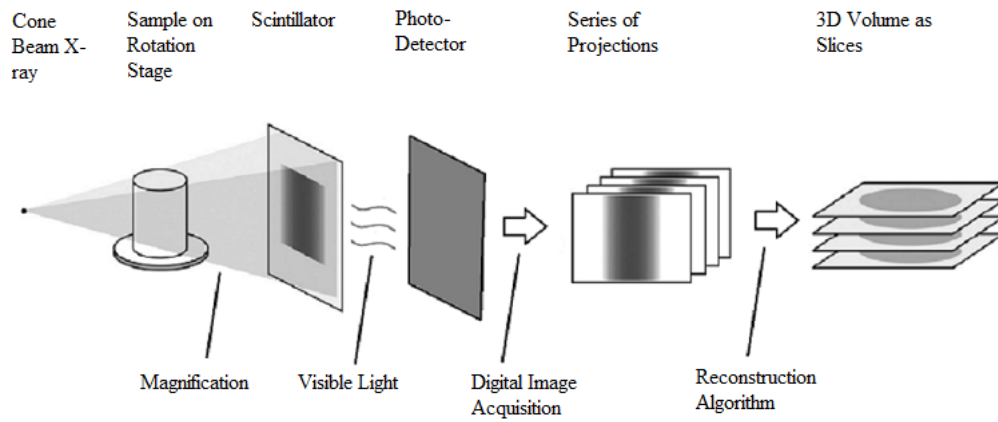 Cone
Beam X-
ray
Sample on
Rotation
Stage
Scintillator
Photo-
Detector
Series of
Projections
3D Volume as
Slices
Magnification
Visible Light
Digital Image
Acquisition
Reconstruction
Algorithm